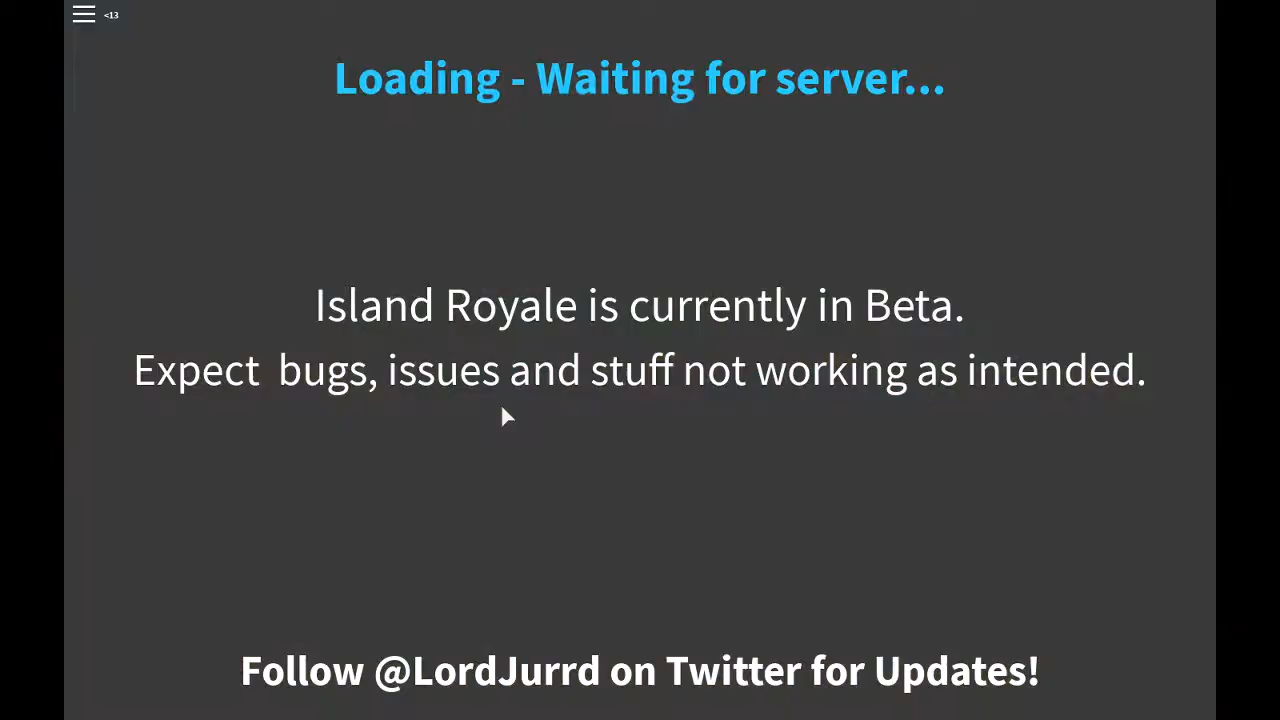 <13
Loading - Waiting for server...
Island Royale is currently in Beta.
Expect  bugs, issues and stuff not working as intended.
Follow @LordJurrd on Twitter for Updates!